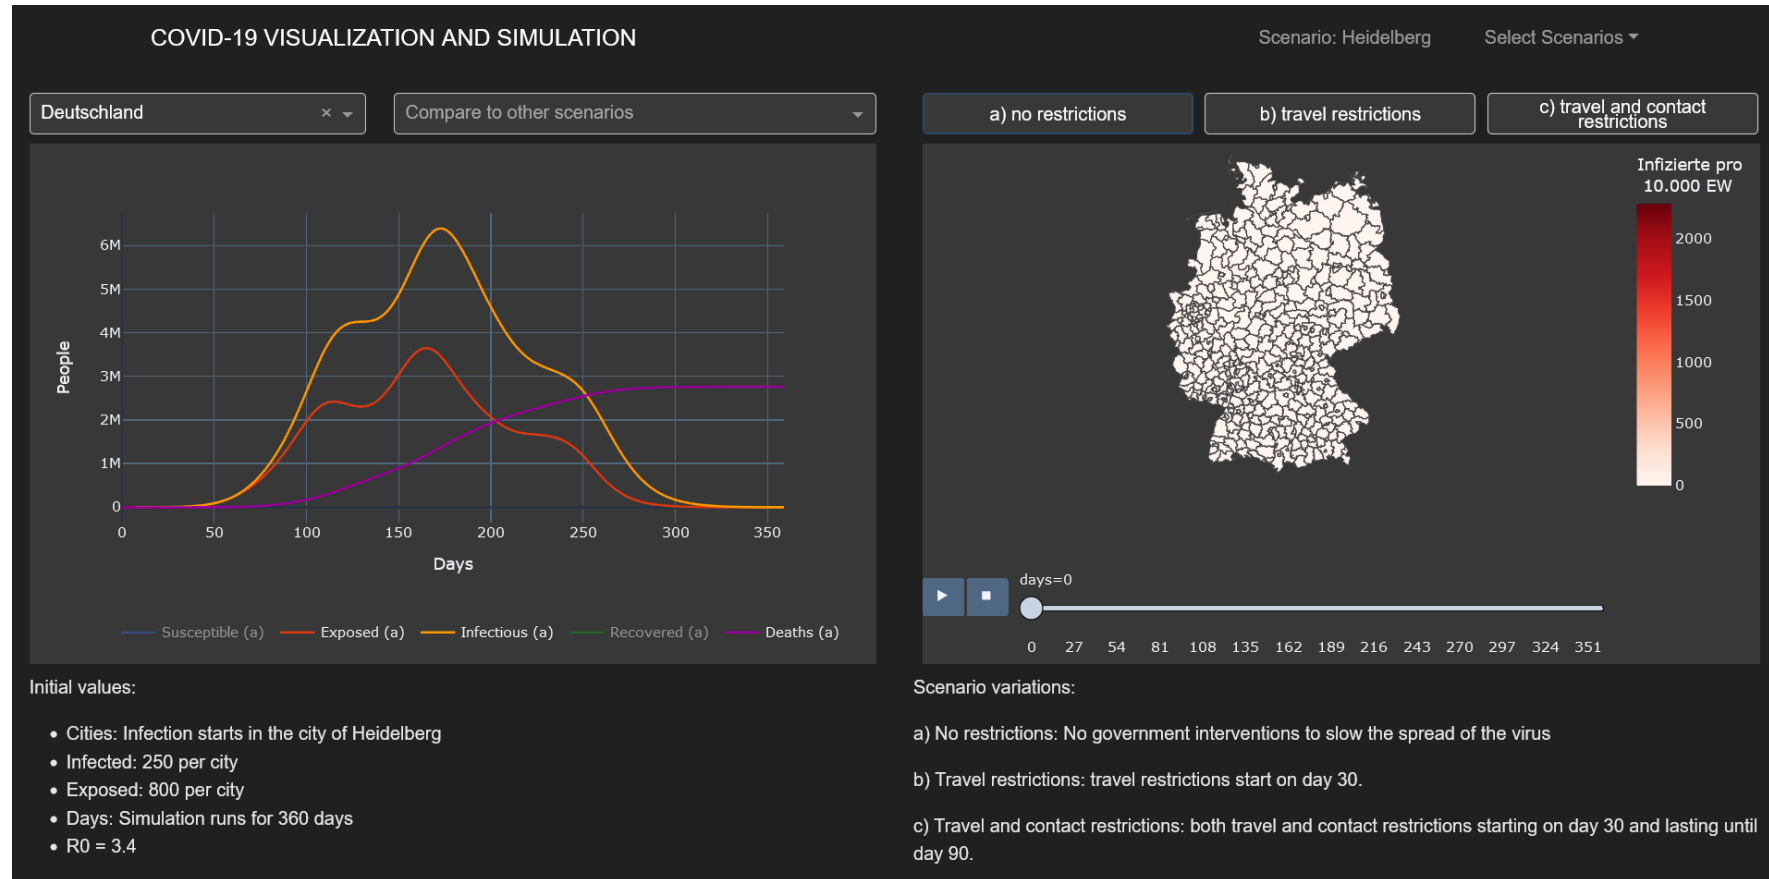 COVID-19 VISUALIZATION AND SIMULATION
Scenario: Heidelberg
Select Scenarios
Deutschland
Compare to other scenarios
a) no restrictions
b) travel restrictions
c) travel and contact
restrictions
6M
5M
4M
3M
2M
1M
0
People
0 50 100 150 200 250 300 350
Days
Susceptible (a) Exposed (a) Infectious (a) Recovered (a) Deaths (a)
Infizierte pro
10.000 EW
2000
1500
1000
500
0
days=0
0 27 54 81 108 135 162 189 216 243 270 297 324 351
Initial values:
• Cities: Infection starts in the city of Heidelberg
• Infected: 250 per city
• Exposed: 800 per city
• Days: Simulation runs for 360 days
• R0 = 3.4
Scenario variations:
a) No restrictions: No government interventions to slow the spread of the virus
b) Travel restrictions: travel restrictions start on day 30.
c) Travel and contact restrictions: both travel and contact restrictions starting on day 30 and lasting until
day 90.